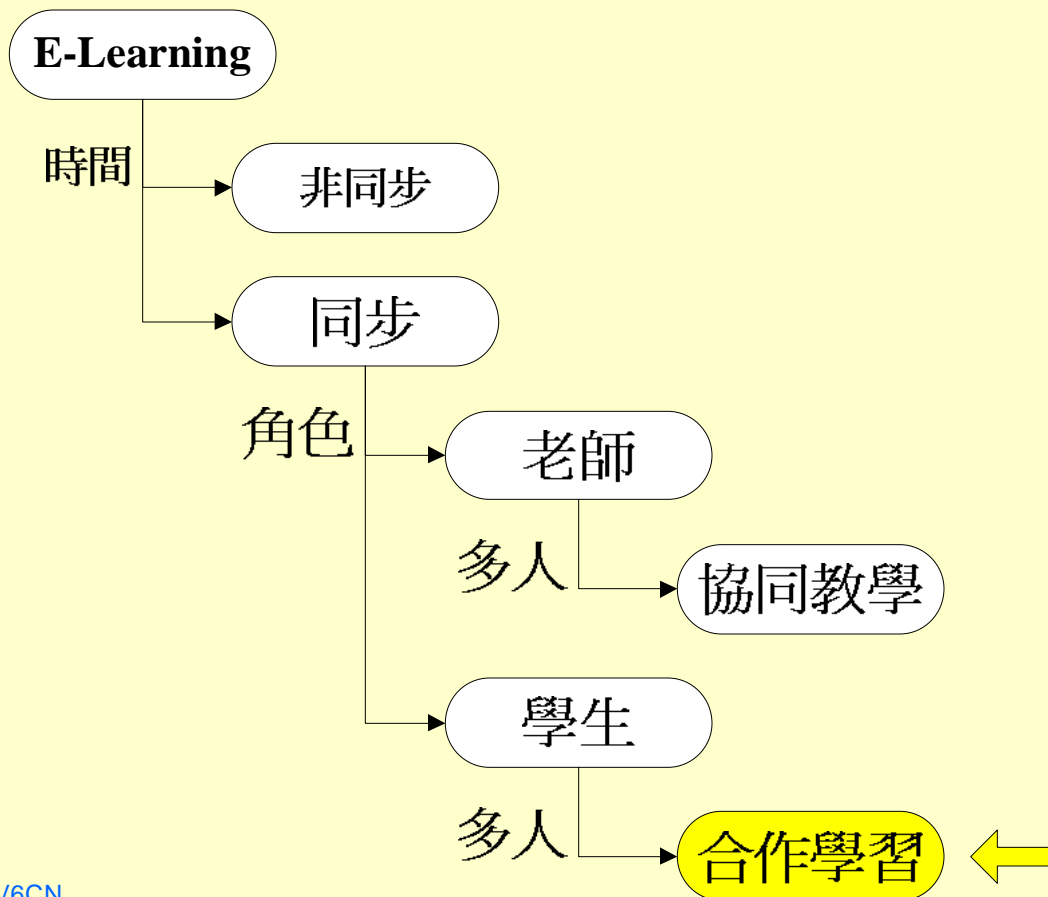 E-Learning
時間
非同步
同步
角色
老師
多人
協同教學
學生
多人
合作學習